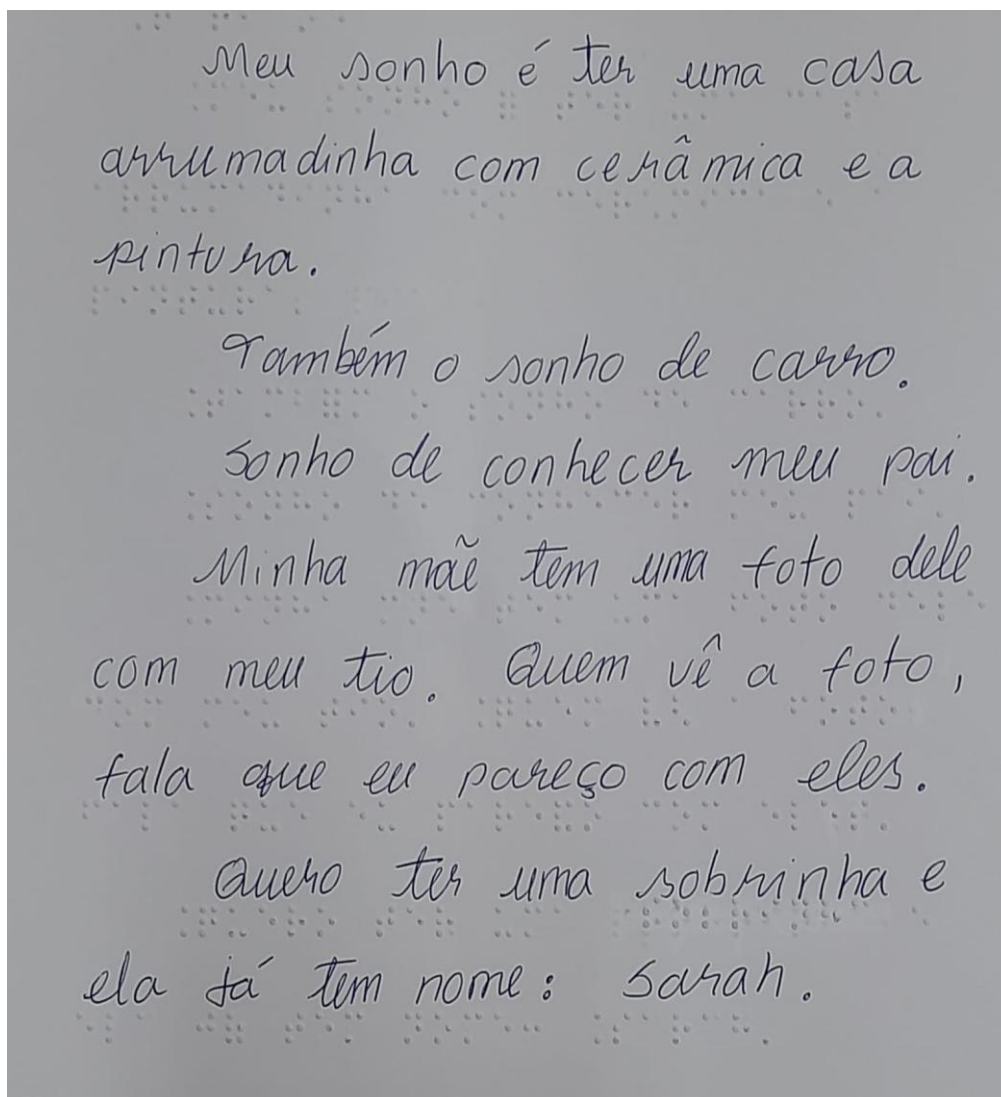 Meu sonho é ter uma casa
arrumadinha com cerâmica e a
pintura.
Também o sonho de carro.
Sonho de conhecer meu pai.
Minha mãe tem uma foto dele
com meu tio. Quem vê a foto,
fala que eu pareço com eles.
Quero ter uma sobrinha e
ela já tem nome: Sarah.